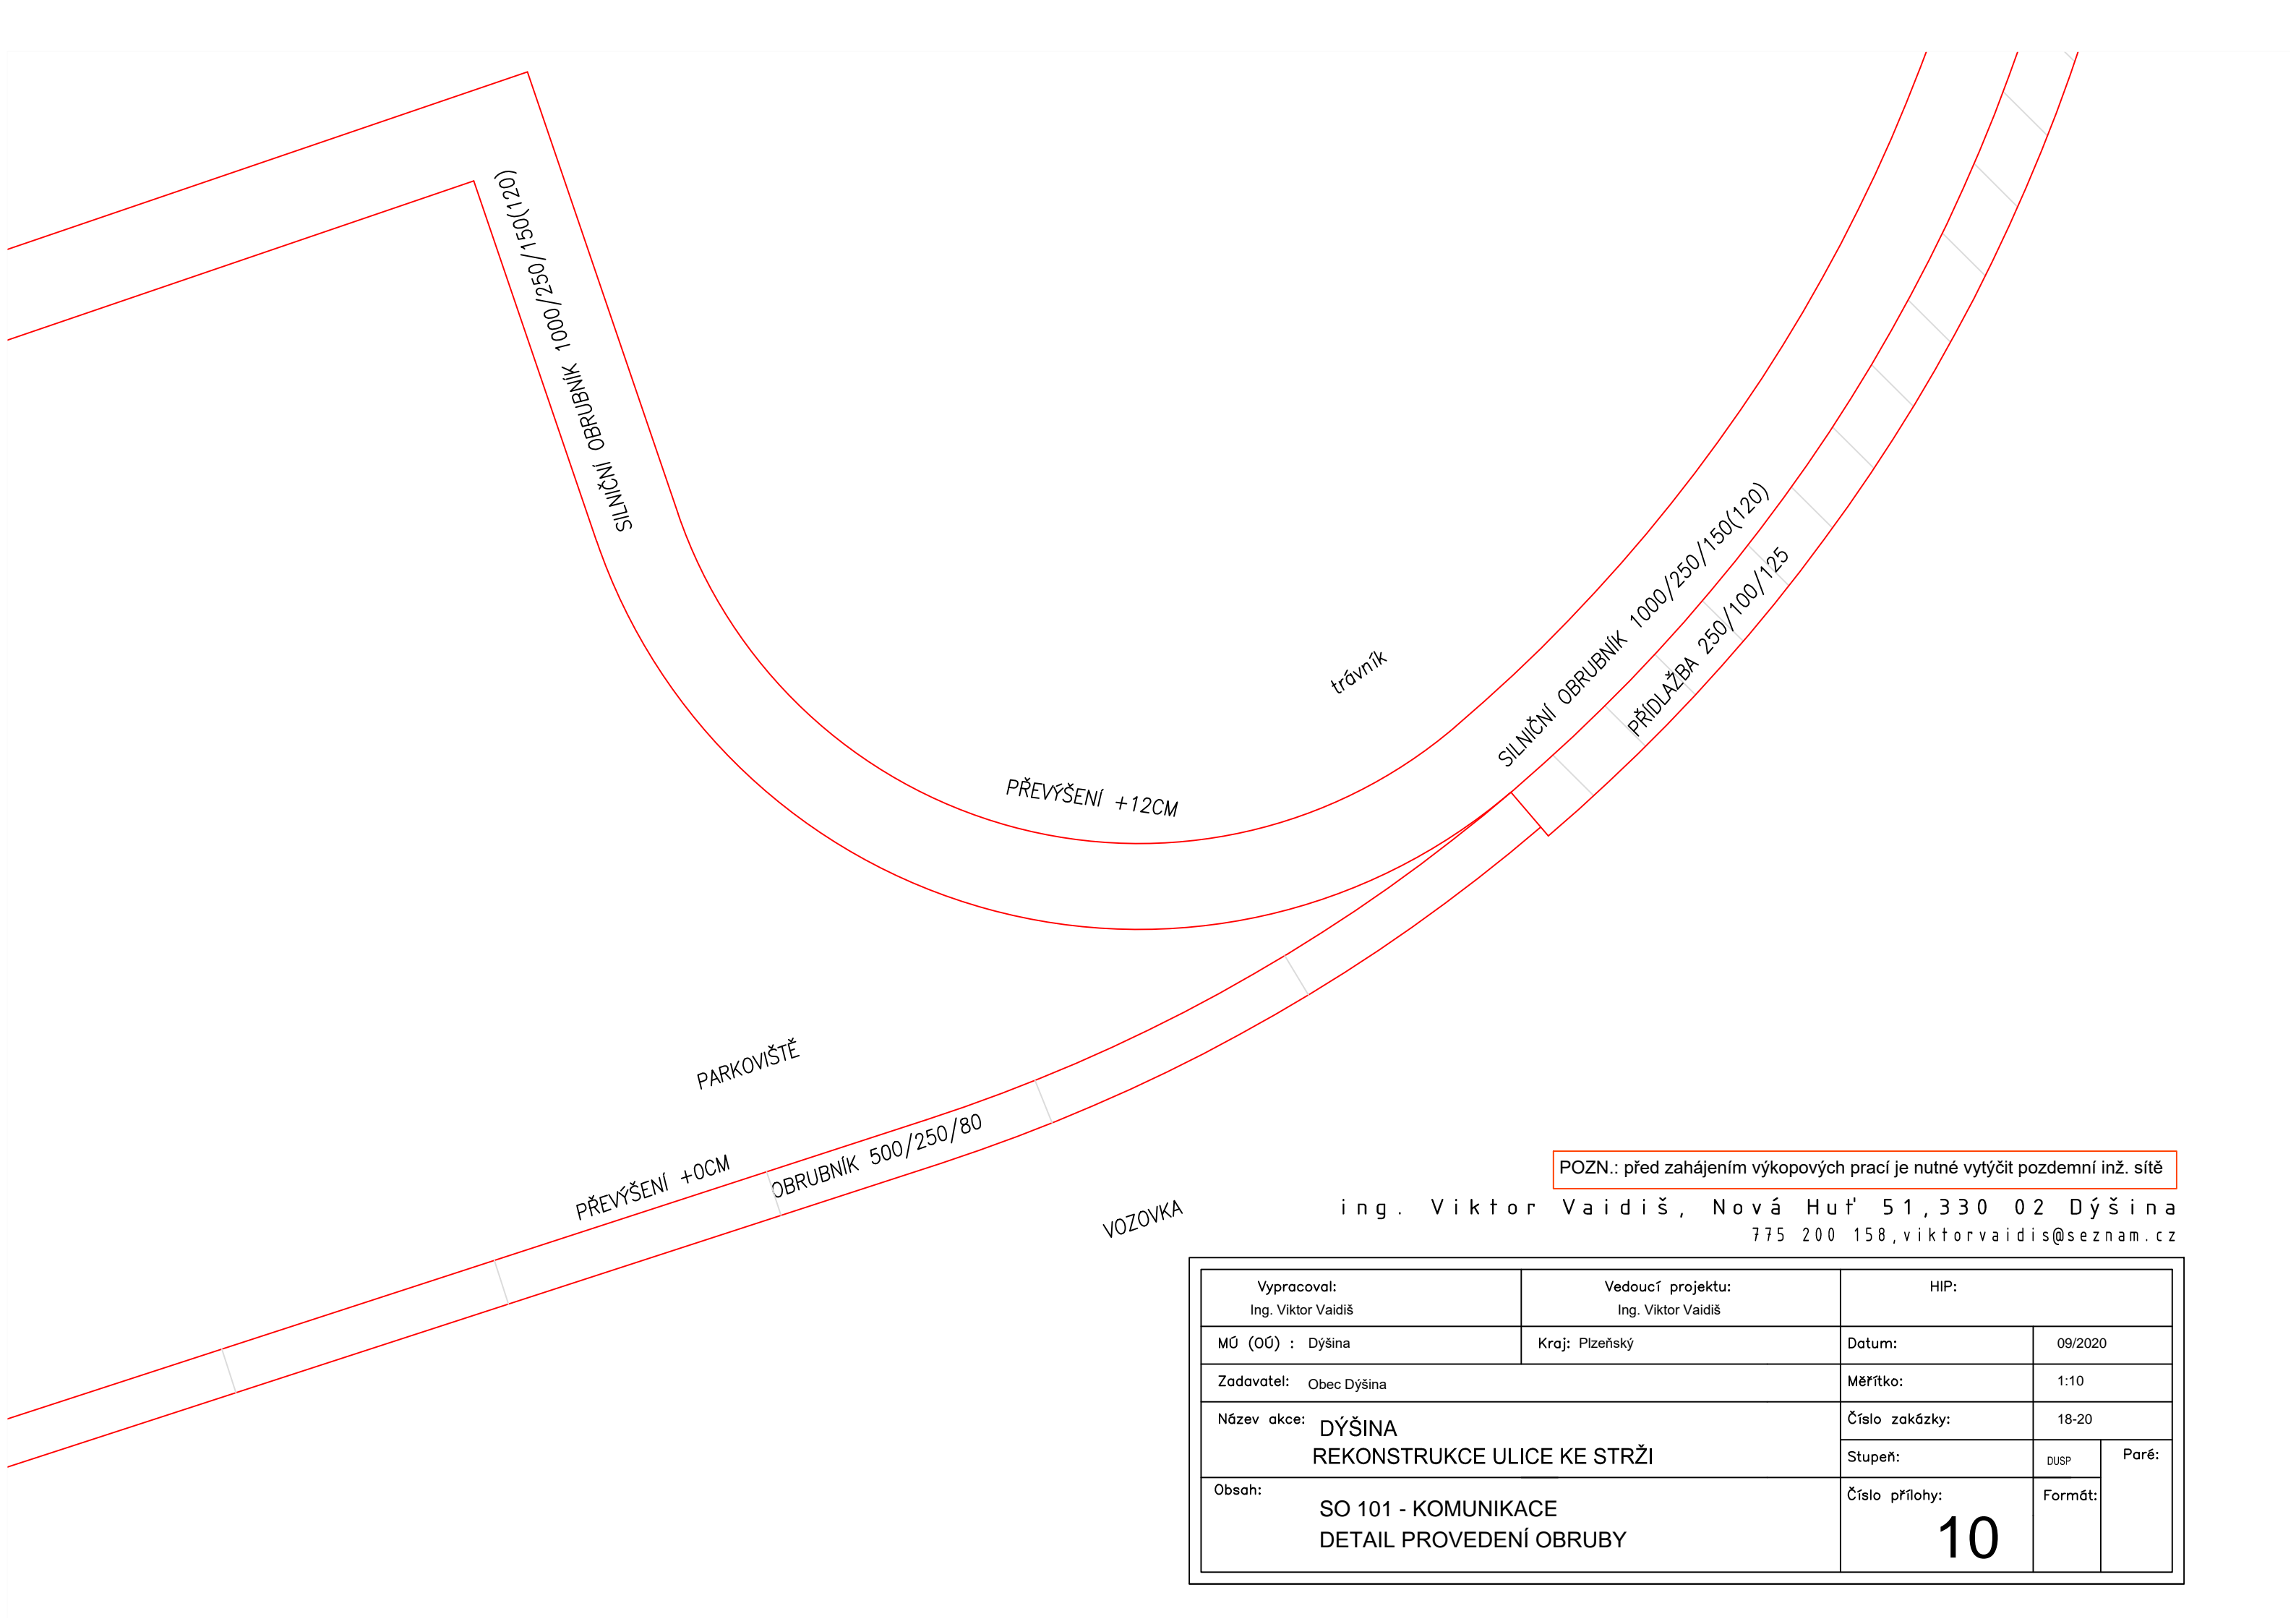 SILNIČNÍ OBRUBNÍK 1000/250/150(120)
SILNIČNÍ OBRUBNÍK 1000/250/150(120)
PŘÍDLAŽBA 250/100/125
trávník
PŘEVÝŠENÍ +12CM
PARKOVIŠTĚ
OBRUBNÍK 500/250/80
PŘEVÝŠENÍ +0CM
VOZOVKA
POZN.: před zahájením výkopových prací je nutné vytýčit pozdemní inž. sítě
ing. Viktor Vaidiš, Nová Huť 51,330 02 Dýšina
775 200 158,viktorvaidis@seznam.cz
Vypracoval: Vedoucí projektu: HIP:
Ing. Viktor Vaidiš Ing. Viktor Vaidiš
MÚ (OÚ) : Dýšina Kraj: Plzeňský Datum: 09/2020
Zadavatel: Obec Dýšina Měřítko: 1:10
Název akce: DÝŠINA Číslo zakázky: 18-20
REKONSTRUKCE ULICE KE STRŽI Stupeň: DUSP Paré:
Obsah: Číslo přílohy: Formát:
SO 101 - KOMUNIKACE
DETAIL PROVEDENÍ OBRUBY 10